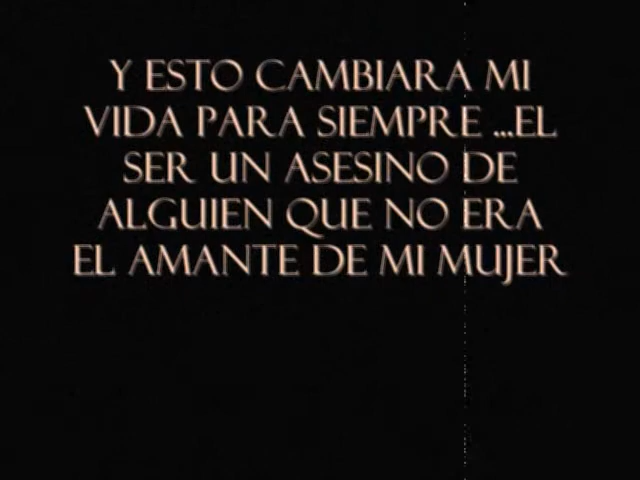 Y ESTO CAMBIARA MI
VIDA PARA SIEMPRE ...EL
SER UN ASESINO DE
ALGUIEN QUE NO ERA
EL AMANTE DE MI MUJER